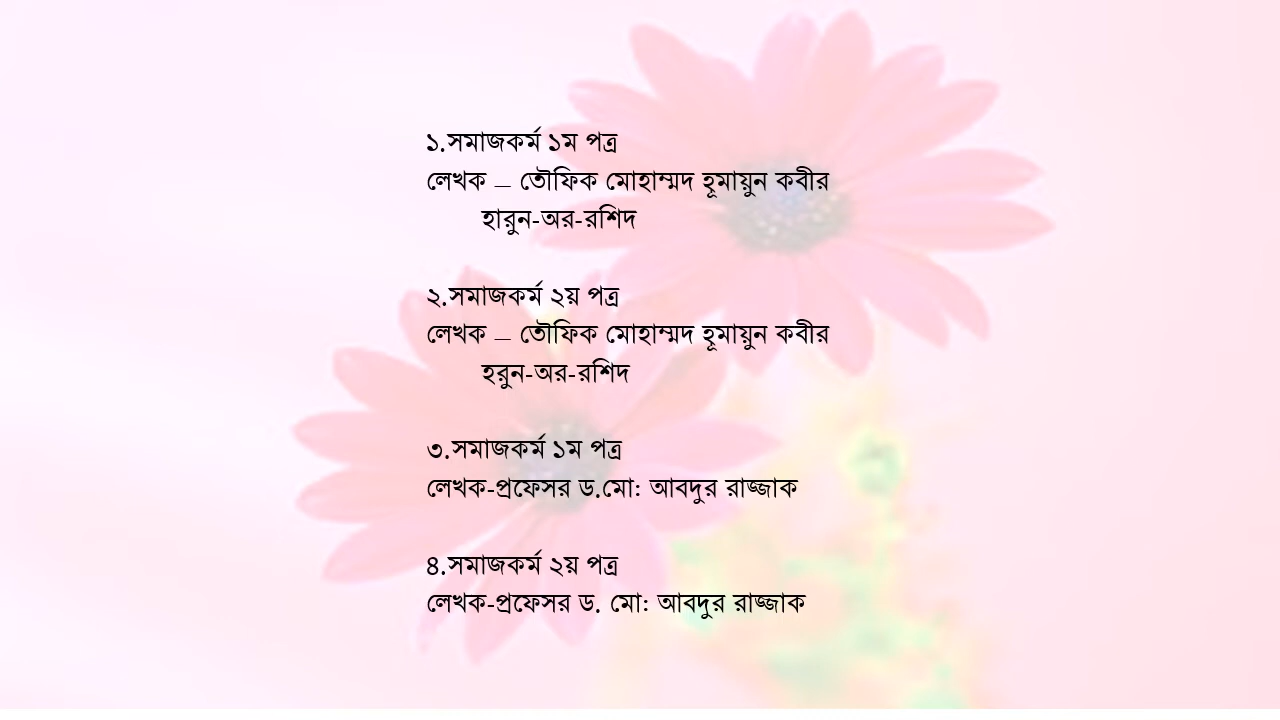 ১.সমাজকর্ম ১ম পত্র
লেখক – তৌফিক মোহাম্মদ হূমায়ুন কবীর
হারুন-অর-রশিদ
২.সমাজকর্ম ২য় পত্র
লেখক – তৌফিক মোহাম্মদ হূমায়ুন কবীর
হরুন-অর-রশিদ
৩.সমাজকর্ম ১ম পত্র
লেখক-প্রফেসর ড.মো: আবদুর রাজ্জাক
৪.সমাজকর্ম ২য় পত্র
লেখক-প্রফেসর ড. মো: আবদুর রাজ্জাক